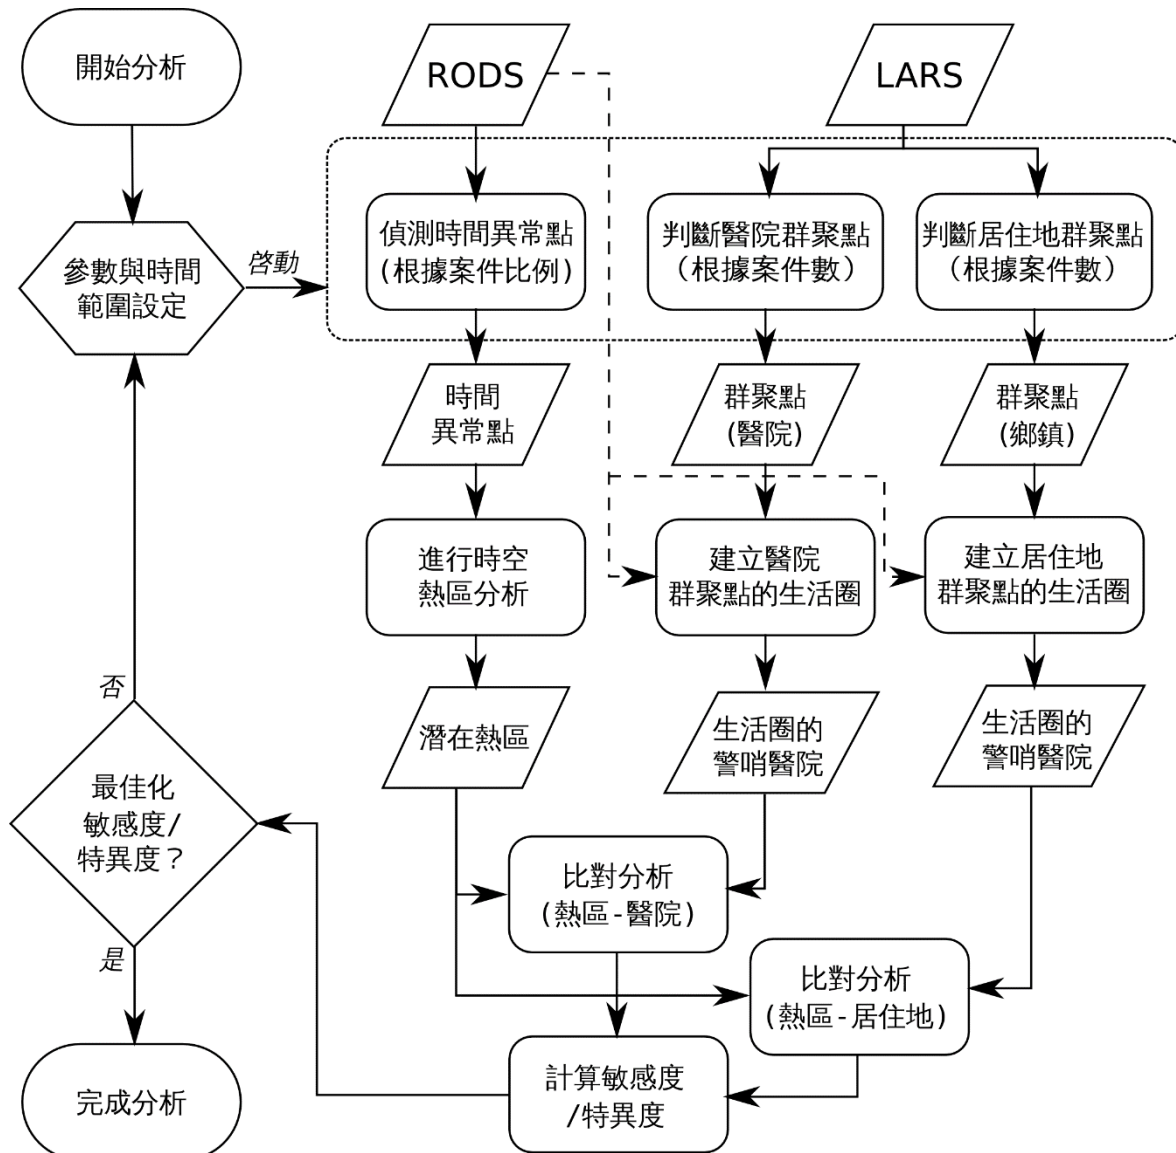 開始分析
RODS
LARS
參數與時間
範圍設定
啓動
偵測時間異常點
(根據案件比例)
判斷醫院群聚點
（根據案件數）
判斷居住地群聚點
（根據案件數）
時間
異常點
群聚點
(醫院)
群聚點
(鄉鎮)
進行時空
熱區分析
建立醫院
群聚點的生活圈
建立居住地
群聚點的生活圈
潛在熱區
生活圈的
警哨醫院
生活圈的
警哨醫院
否
最佳化
敏感度/
特異度？
是
比對分析
(熱區-醫院)
比對分析
(熱區-居住地)
計算敏感度
/特異度
完成分析